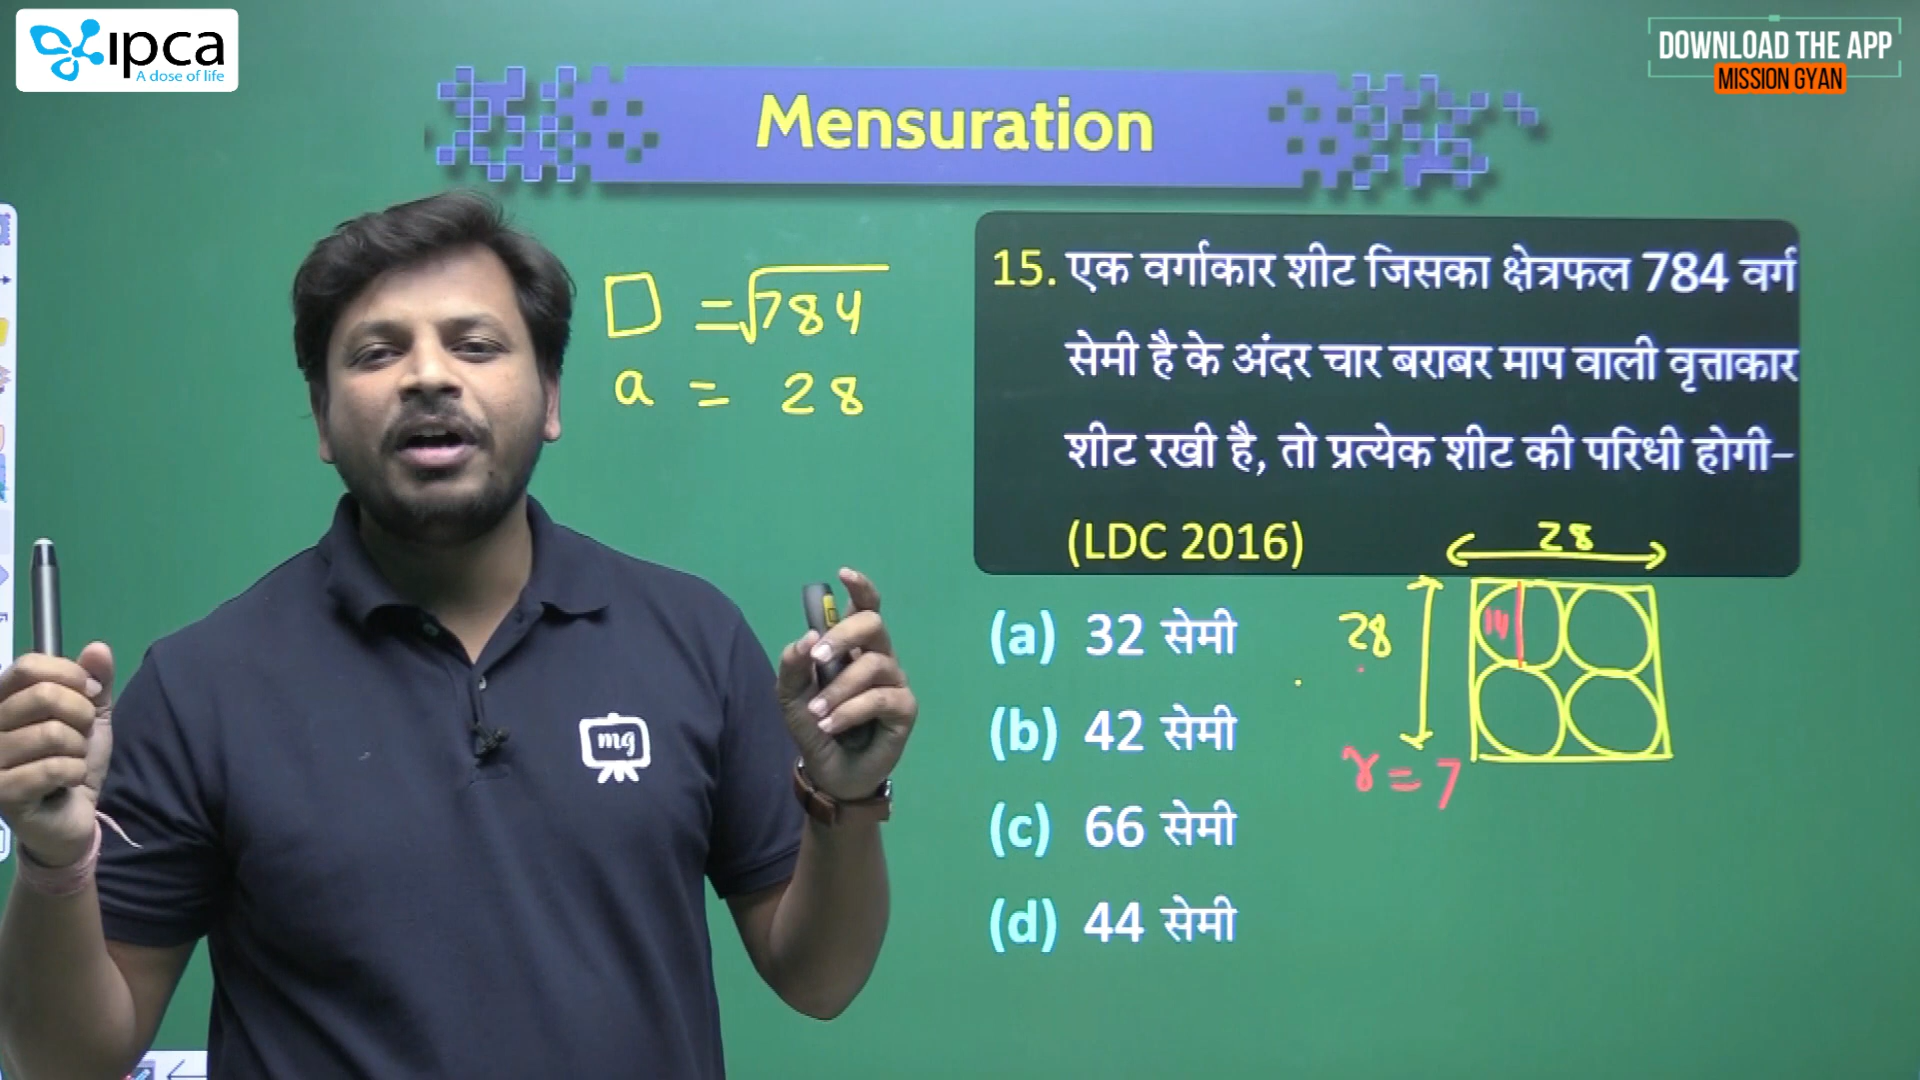 ipca
A dose of life
DOWNLOAD THE APP
MISSION GYAN
Mensuration
□ = √784
a = 28
15. एक वर्गाकार शीट जिसका क्षेत्रफल 784 वर्ग
सेमी है के अंदर चार बराबर माप वाली वृत्ताकार
शीट रखी है, तो प्रत्येक शीट की परिधी होगी–
(LDC 2016)
28
28
14
r = 7
(a) 32 सेमी
(b) 42 सेमी
(c) 66 सेमी
(d) 44 सेमी
mg